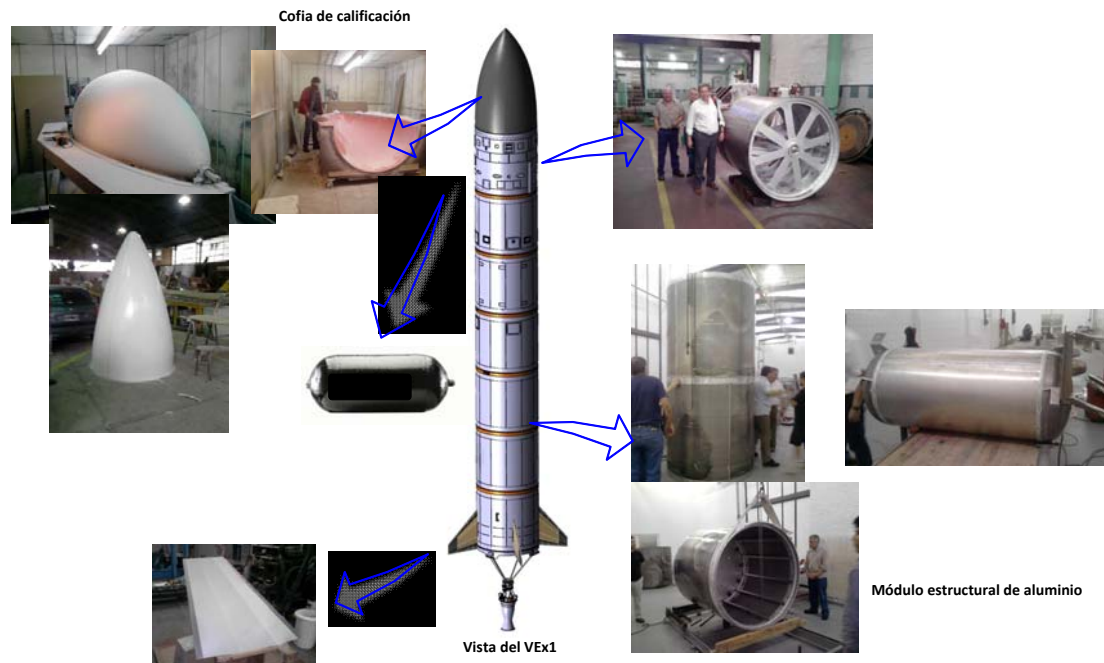 Cofia de calificación
Módulo estructural de aluminio
Vista del VEx1